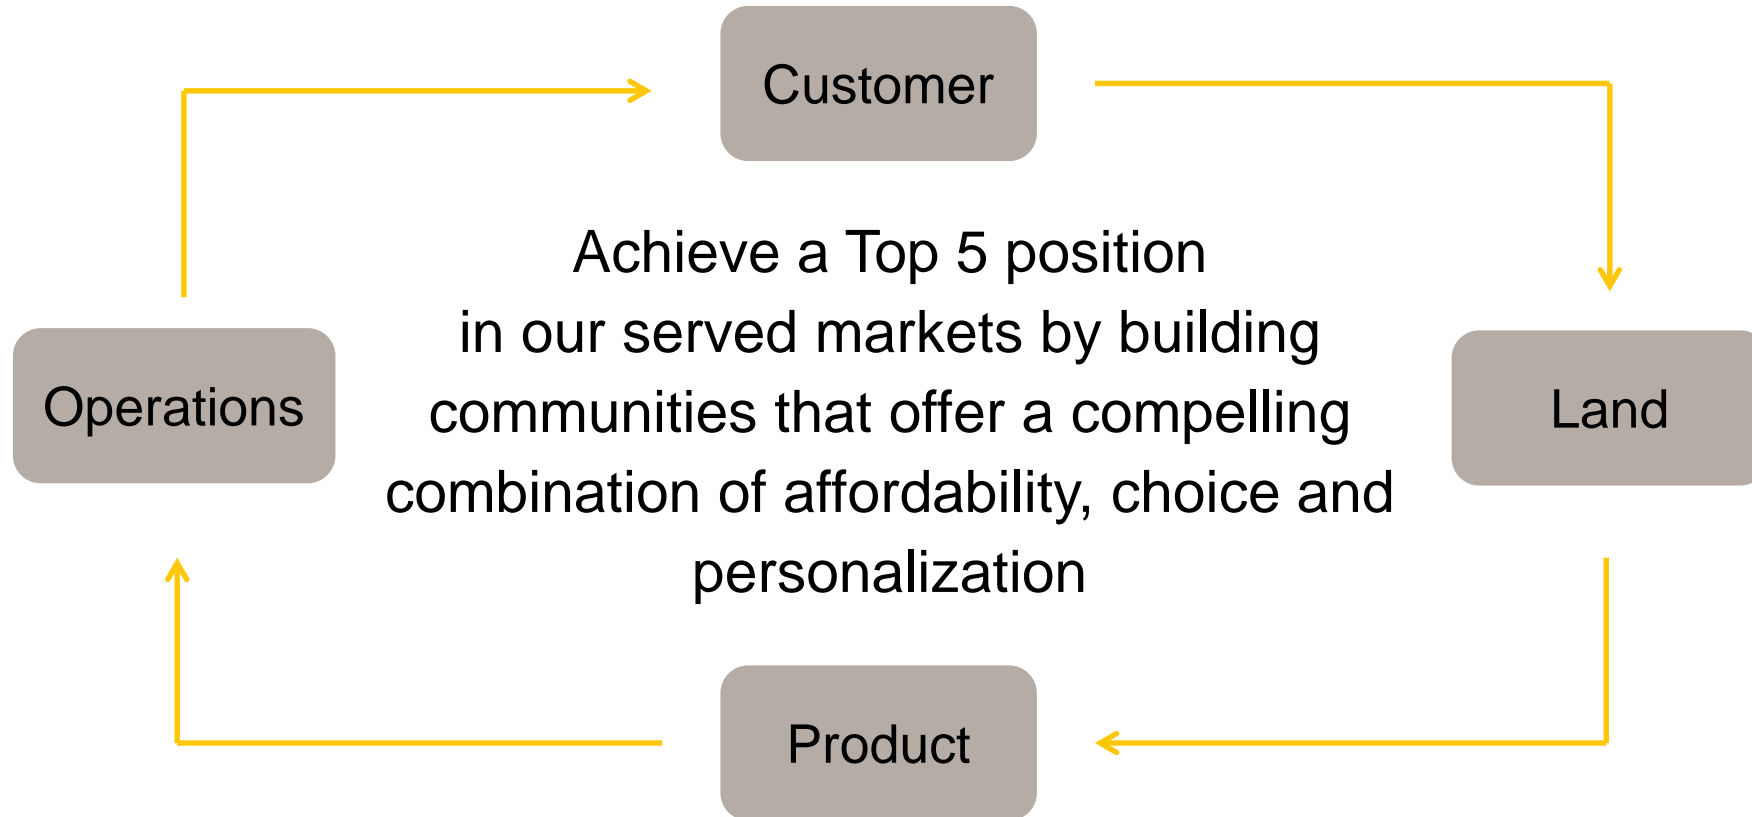 Customer
Achieve a Top 5 position
in our served markets by building
communities that offer a compelling
combination of affordability, choice and
personalization
Operations
Land
Product